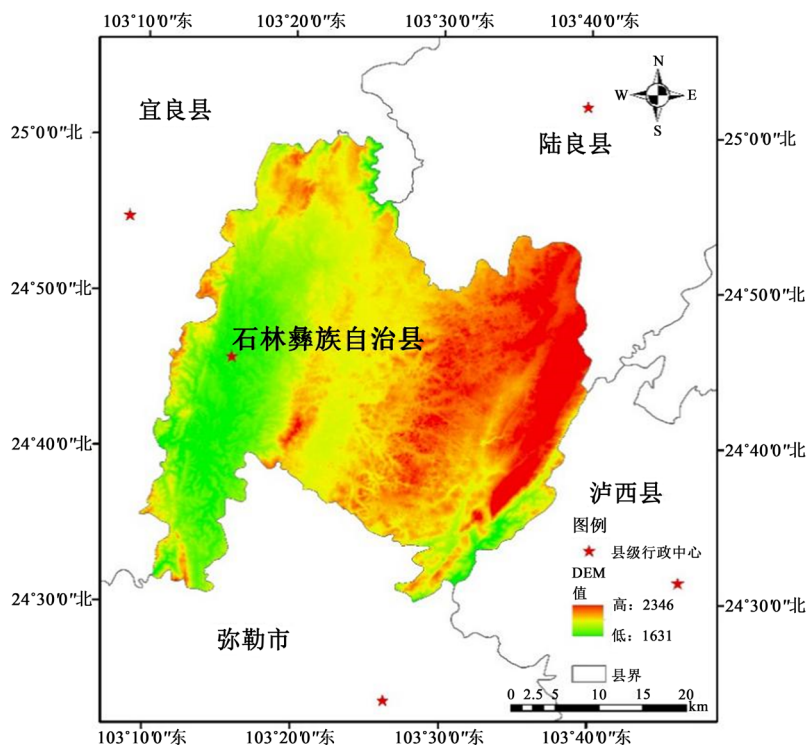 103°10′0″东 103°20′0″东 103°30′0″东 103°40′0″东
N
W E
S
宜良县
陆良县
25°0′0″北
25°0′0″北
24°50′0″北
24°50′0″北
石林彝族自治县
24°40′0″北
24°40′0″北
泸西县
图例
县级行政中心
DEM
值
高：2346
低：1631
24°30′0″北
24°30′0″北
弥勒市
县界
0 2.5 5 10 15 20
km
103°10′0″东 103°20′0″东 103°30′0″东 103°40′0″东